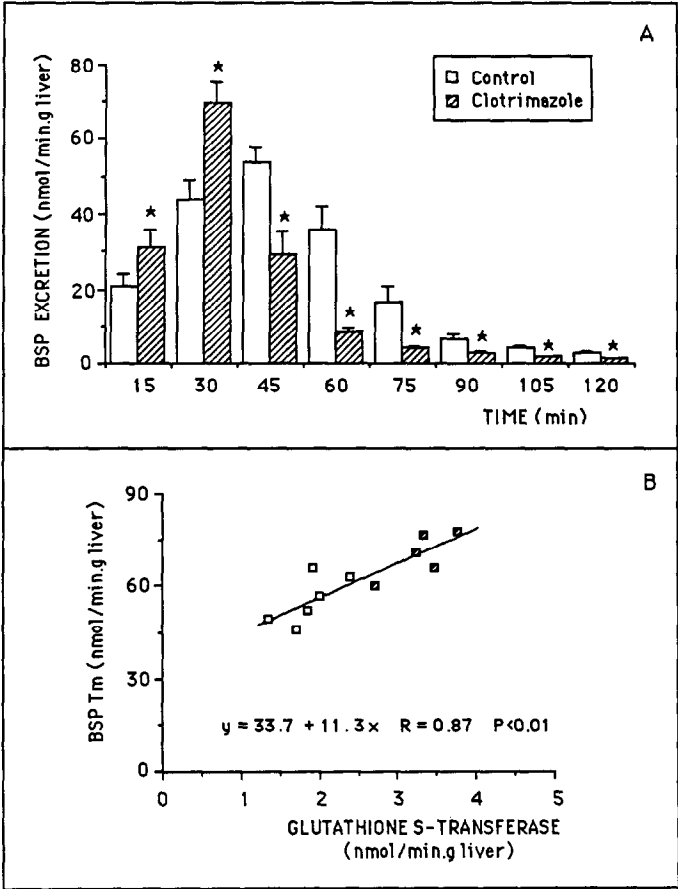 A
BSP EXCRETION (nmol/min.g liver)
80
60
40
20
0
Control
Clotrimazole
15 30 45 60 75 90 105 120
TIME (min)
B
BSP Tm (nmol/min.g liver)
90
60
30
0
y = 33.7 + 11.3x R = 0.87 P<0.01
0 1 2 3 4 5
GLUTATHIONE S-TRANSFERASE
(nmol/min.g liver)